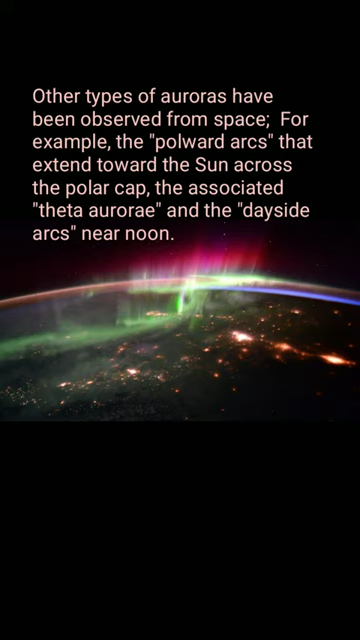 Other types of auroras have
been observed from space;  For
example, the "polward arcs" that
extend toward the Sun across
the polar cap, the associated
"theta aurorae" and the "dayside
arcs" near noon.